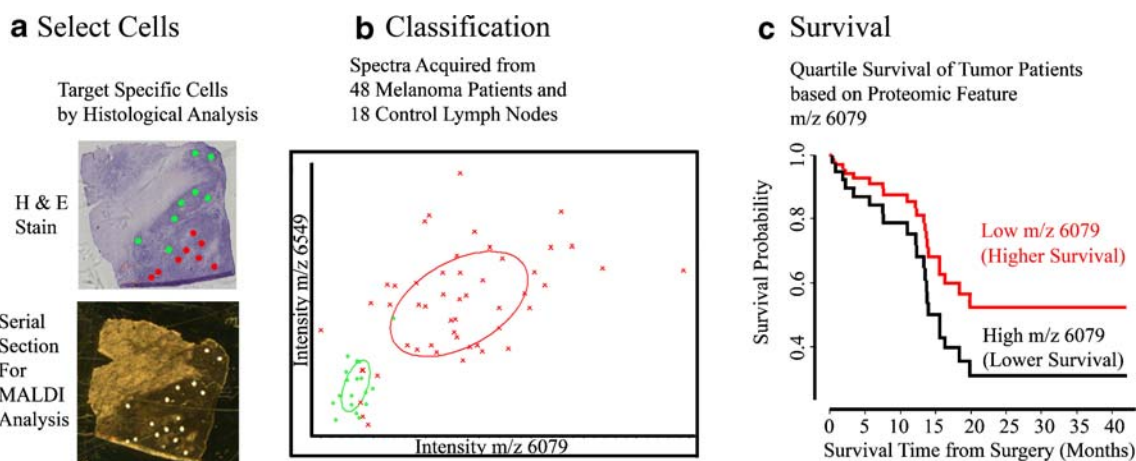 a Select Cells
Target Specific Cells
by Histological Analysis
H & E
Stain
Serial
Section
For
MALDI
Analysis
b Classification
Spectra Acquired from
48 Melanoma Patients and
18 Control Lymph Nodes
Intensity m/z 6549
Intensity m/z 6079
c Survival
Quartile Survival of Tumor Patients
based on Proteomic Feature
m/z 6079
Survival Probability
1.0
0.8
0.6
0.4
Low m/z 6079
(Higher Survival)
High m/z 6079
(Lower Survival)
0 5 10 15 20 25 30 35 42
Survival Time from Surgery (Months)